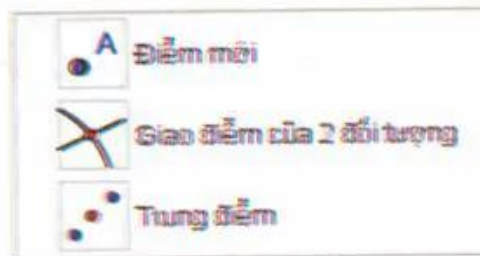 A
Điểm mới
Giao điểm của 2 đối tượng
Trung điểm